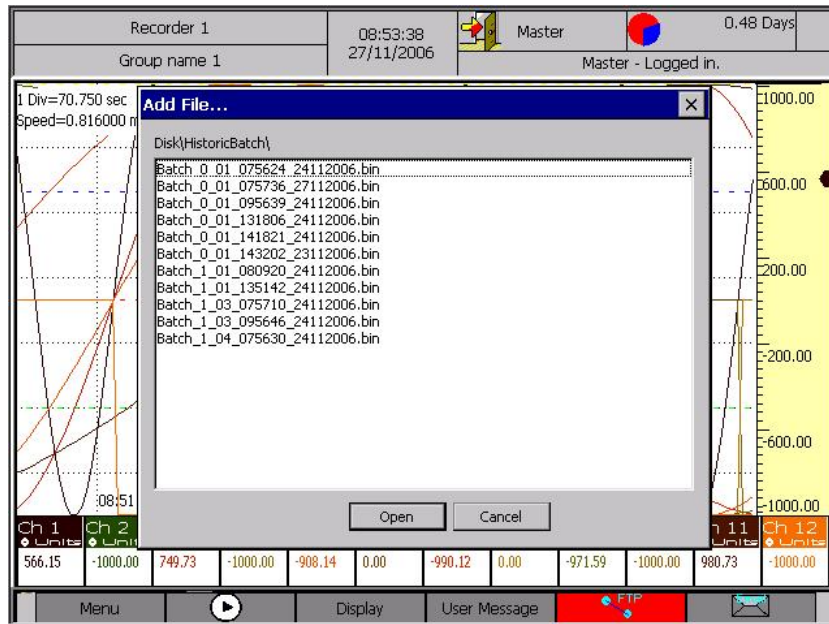 Recorder 1
08:53:38
Master
0.48 Days
Group name 1
27/11/2006
Master - Logged in.
1 Div=70.750 sec
Speed=0.816000
Add File...
Disk\HistoricBatch\
Batch_0_01_075624_24112006.bin
Batch_0_01_075736_27112006.bin
Batch_0_01_095639_24112006.bin
Batch_0_01_131806_24112006.bin
Batch_0_01_141821_24112006.bin
Batch_0_01_143202_23112006.bin
Batch_1_01_080920_24112006.bin
Batch_1_01_135142_24112006.bin
Batch_1_03_075710_24112006.bin
Batch_1_03_095646_24112006.bin
Batch_1_04_075630_24112006.bin
Open
Cancel
1000.00
600.00
200.00
-200.00
-600.00
-1000.00
08:51
Ch 1
Ch 2
11
Ch 12
Units
Units
Units
566.15
-1000.00
749.73
-1000.00
-908.14
0.00
-990.12
0.00
-971.59
-1000.00
980.73
-1000.00
Menu
Display
User Message
FTP